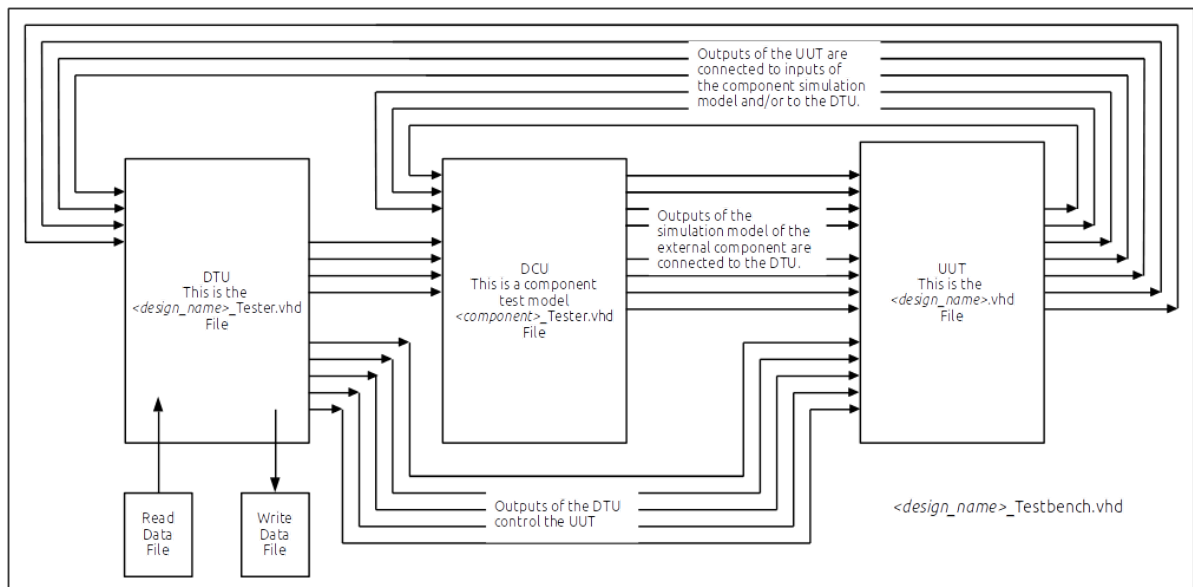 Outputs of the UUT are
connected to inputs of
the component simulation
model and/or to the DTU.
Outputs of the
simulation model of the
external component are
connected to the DTU.
DTU
This is the
<design_name>_Tester.vhd
File
DCU
This is a component
test model
<component>_Tester.vhd
File
UUT
This is the
<design_name>.vhd
File
Read
Data
File
Write
Data
File
Outputs of the DTU
control the UUT
<design_name>_Testbench.vhd